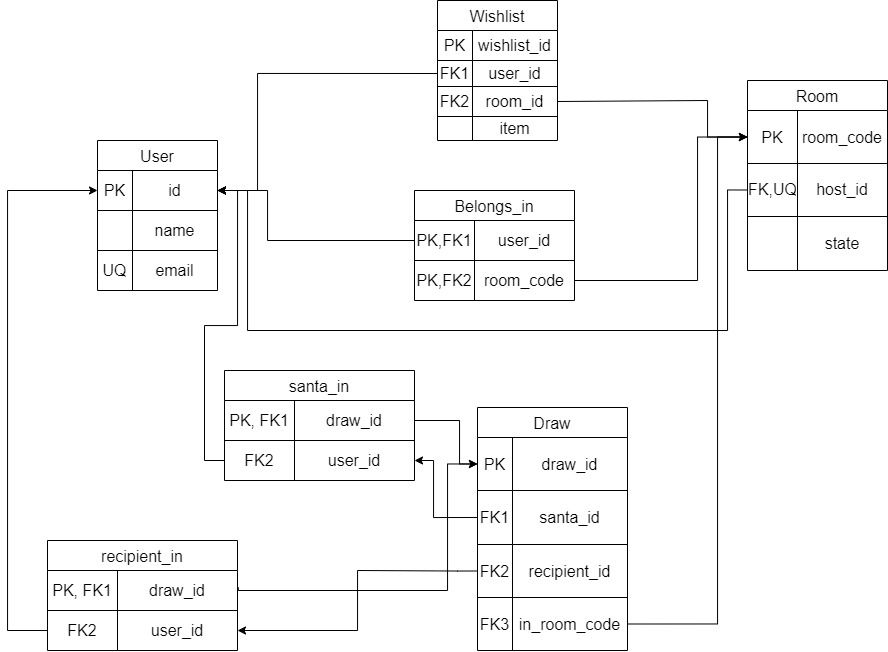 Wishlist
PK wishlist_id
FK1 user_id
FK2 room_id
item
Room
PK room_code
FK,UQ host_id
state
User
PK id
name
UQ email
Belongs_in
PK,FK1 user_id
PK,FK2 room_code
santa_in
PK, FK1 draw_id
FK2 user_id
Draw
PK draw_id
FK1 santa_id
FK2 recipient_id
FK3 in_room_code
recipient_in
PK, FK1 draw_id
FK2 user_id